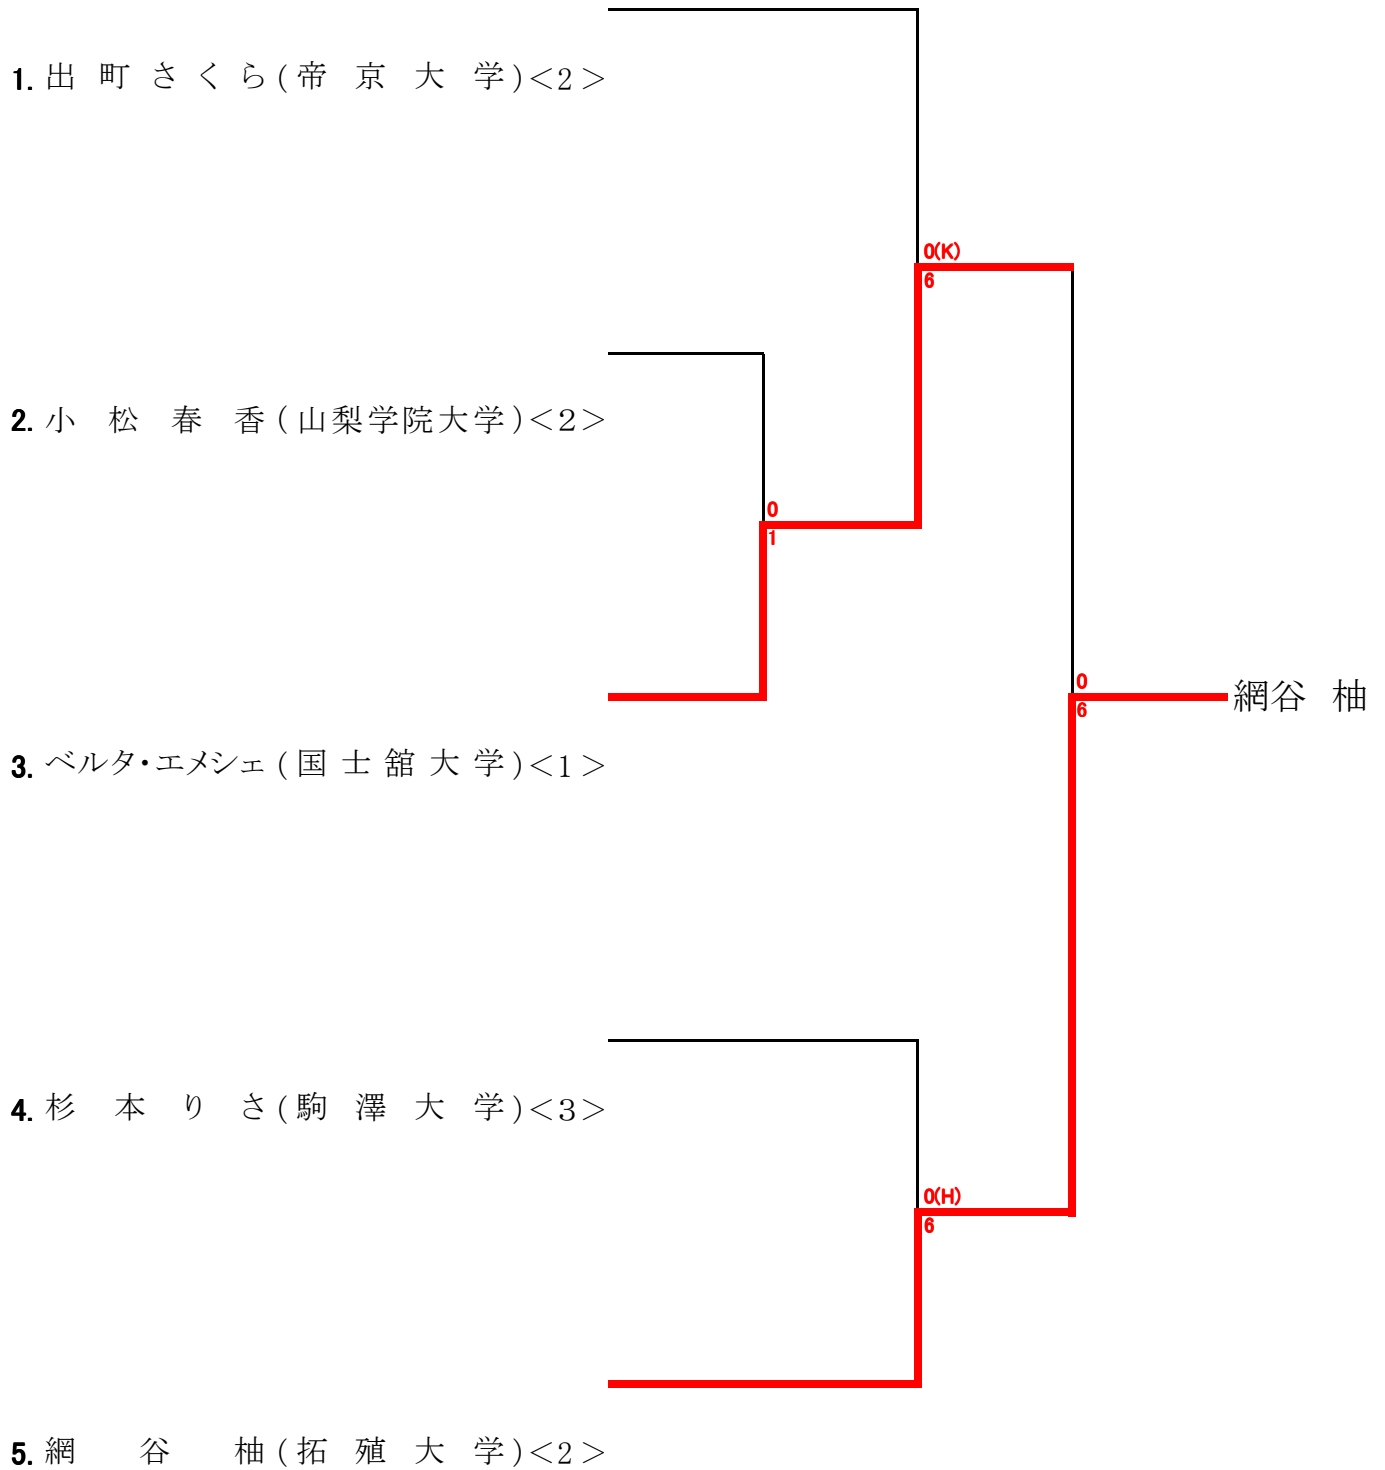 1. 出町さくら(帝京大学)<2>
0(K)
6
2. 小松春香(山梨学院大学)<2>
0
1
0
6
網谷 柚
3. ベルタ・エメシェ(国士舘大学)<1>
4. 杉本りさ(駒澤大学)<3>
0(H)
6
5. 網谷柚(拓殖大学)<2>